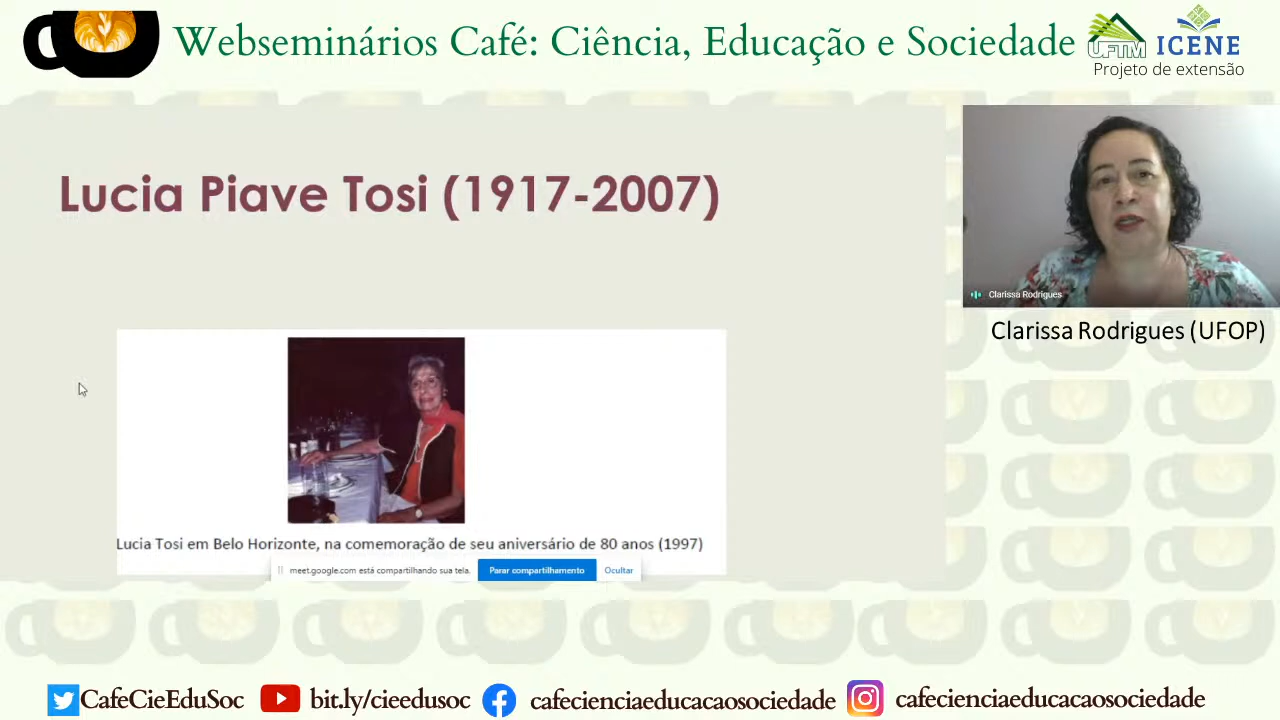 Webseminários Café: Ciência, Educação e Sociedade
UFTM
ICENE
Projeto de extensão
Lucia Piave Tosi (1917-2007)
Clarissa Rodrigues
Clarissa Rodrigues (UFOP)
Lucia Tosi em Belo Horizonte, na comemoração de seu aniversário de 80 anos (1997)
meet.google.com está compartilhando sua tela.
Parar compartilhamento
Ocultar
CafeCieEduSoc
bit.ly/cieedusoc
cafecienciaeducacaosociedade
cafecienciaeducacaosociedade